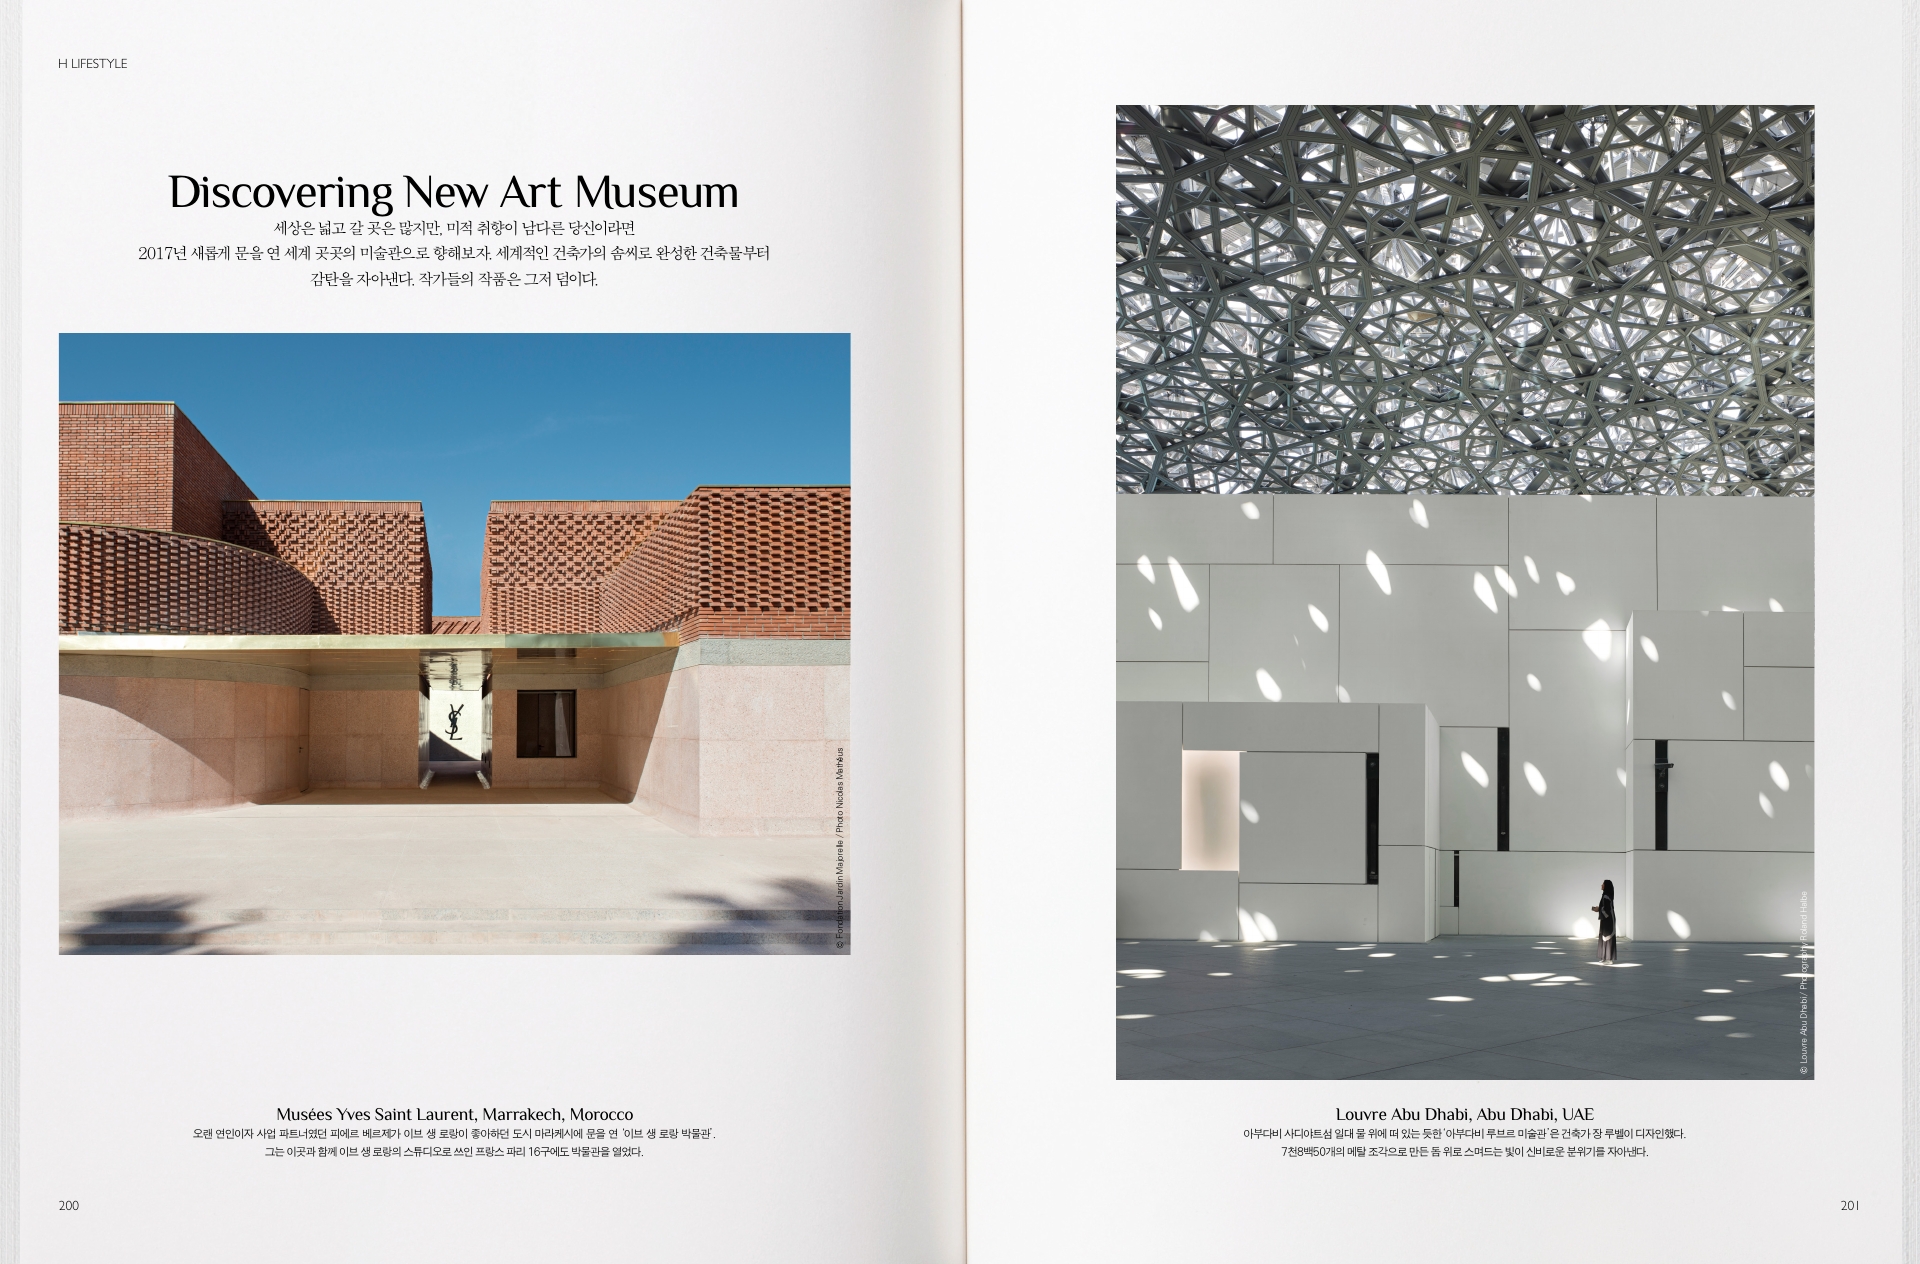 H LIFESTYLE
Discovering New Art Museum
세상은 넓고 갈 곳은 많지만, 미적 취향이 남다른 당신이라면
2017년 새롭게 문을 연 세계 곳곳의 미술관으로 향해보자. 세계적인 건축가의 솜씨로 완성한 건축물부터
감탄을 자아낸다. 작가들의 작품은 그저 덤이다.
YSL
© Fondation Jardin Majorelle / Photo Nicolas Mathéus
Musées Yves Saint Laurent, Marrakech, Morocco
오랜 연인이자 사업 파트너였던 피에르 베르제가 이브 생 로랑이 좋아하던 도시 마라케시에 문을 연 '이브 생 로랑 박물관'.
그는 이곳과 함께 이브 생 로랑의 스튜디오로 쓰인 프랑스 파리 16구에도 박물관을 열었다.
200
© Louvre Abu Dhabi / Photography Roland Halbe
Louvre Abu Dhabi, Abu Dhabi, UAE
아부다비 사디야트섬 일대 물 위에 떠 있는 듯한 '아부다비 루브르 미술관'은 건축가 장 루벨이 디자인했다.
7천8백50개의 메탈 조각으로 만든 돔 위로 스며드는 빛이 신비로운 분위기를 자아낸다.
201